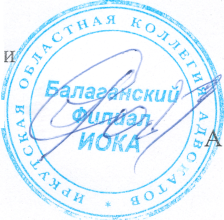 ИРКУТСКАЯ ОБЛАСТНАЯ КОЛЛЕГИЯ АДВОКАТОВ *
и
Балаганский
филиал
ИОКА
А